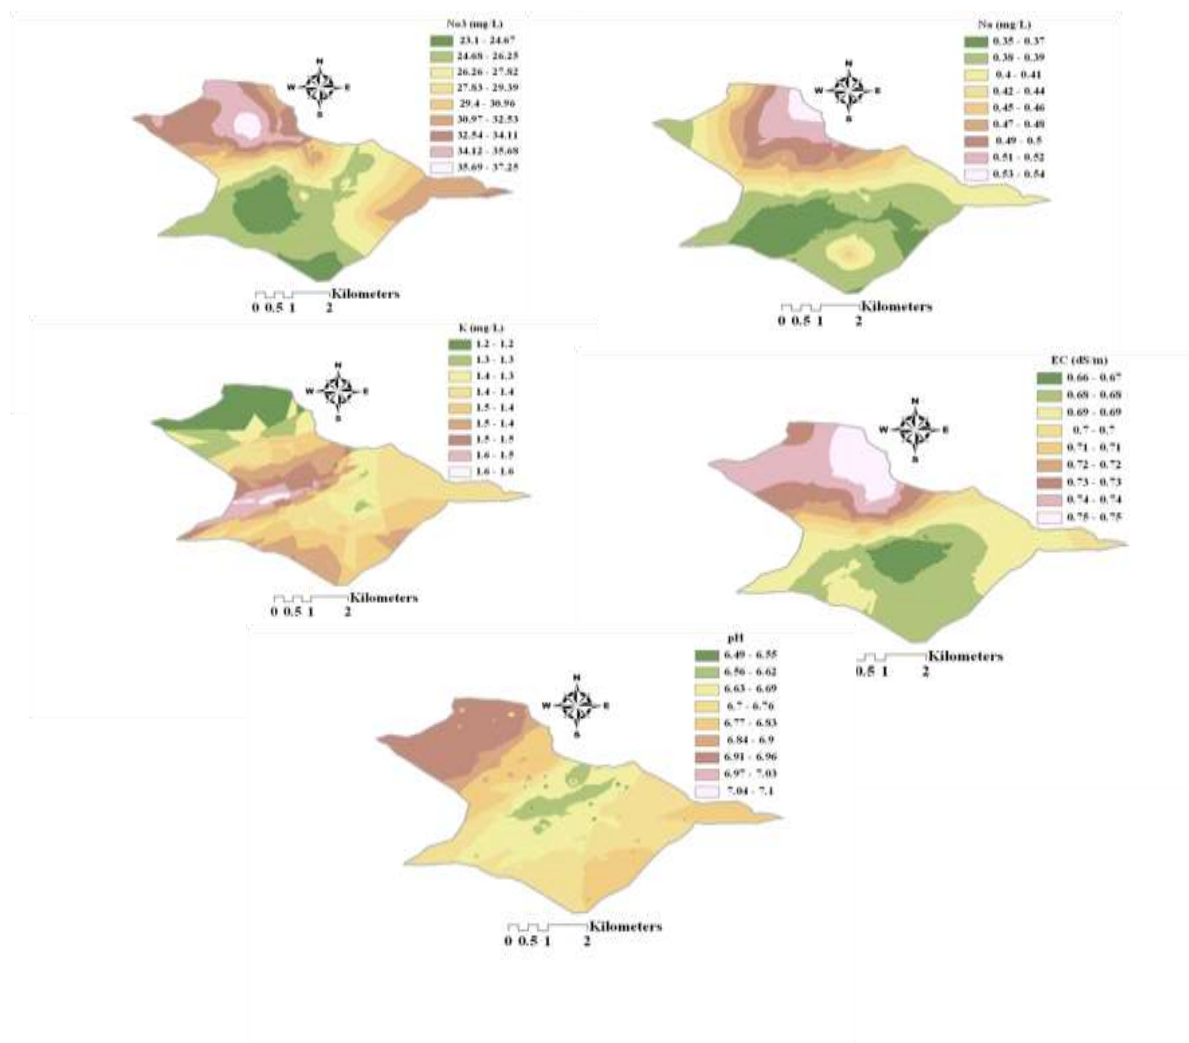 No3 (mg/L)
23.1 - 24.67
24.68 - 26.25
26.26 - 27.82
27.83 - 29.39
29.4 - 30.96
30.97 - 32.53
32.54 - 34.11
34.12 - 35.68
35.69 - 37.25
N
W E
S
Kilometers
0 0.5 1 2
Na (mg/L)
0.35 - 0.37
0.38 - 0.39
0.4 - 0.41
0.42 - 0.44
0.45 - 0.46
0.47 - 0.48
0.49 - 0.5
0.51 - 0.52
0.53 - 0.54
N
W E
S
Kilometers
0 0.5 1 2
K (mg/L)
1.2 - 1.2
1.3 - 1.3
1.4 - 1.3
1.4 - 1.4
1.5 - 1.4
1.5 - 1.4
1.5 - 1.5
1.6 - 1.5
1.6 - 1.6
N
W E
S
Kilometers
0 0.5 1 2
EC (dS/m)
0.66 -
0.68 - 0.68
0.69 - 0.69
0.7 - 0.7
0.71 - 0.71
0.72 - 0.72
0.73 - 0.73
0.74 - 0.74
0.75 - 0.75
N
W E
S
Kilometers
0.5 1 2
pH
6.49 - 6.55
6.56 - 6.62
6.63 - 6.69
6.7 - 6.76
6.77 - 6.83
6.84 - 6.9
6.91 - 6.96
6.97 - 7.03
7.04 - 7.1
N
W E
S
Kilometers
0 0.5 1 2